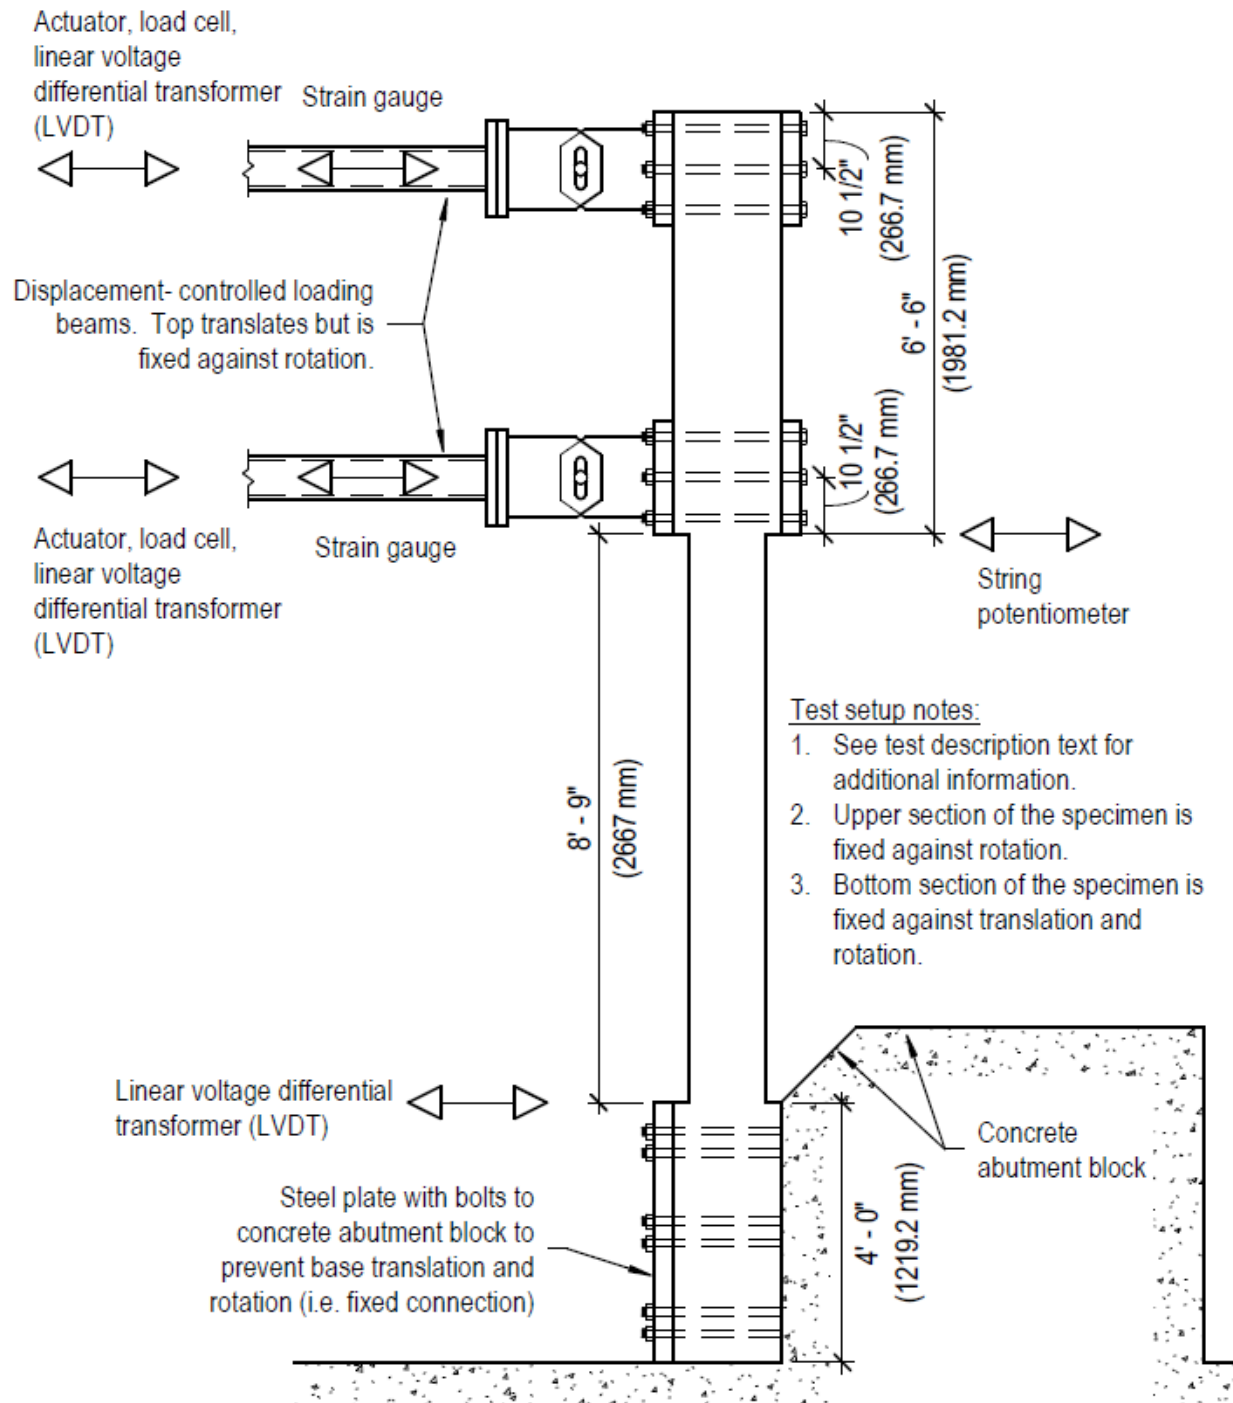 Actuator, load cell,
linear voltage
differential transformer
(LVDT)
Strain gauge
10 1/2"
(266.7 mm)
6' - 6"
(1981.2 mm)
Displacement- controlled loading
beams.  Top translates but is
fixed against rotation.
10 1/2"
(266.7 mm)
Actuator, load cell,
linear voltage
differential transformer
(LVDT)
Strain gauge
String
potentiometer
8' - 9"
(2667 mm)
Test setup notes:
1. See test description text for
additional information.
2. Upper section of the specimen is
fixed against rotation.
3. Bottom section of the specimen is
fixed against translation and
rotation.
Linear voltage differential
transformer (LVDT)
Concrete
abutment block
Steel plate with bolts to
concrete abutment block to
prevent base translation and
rotation (i.e. fixed connection)
4' - 0"
(1219.2 mm)